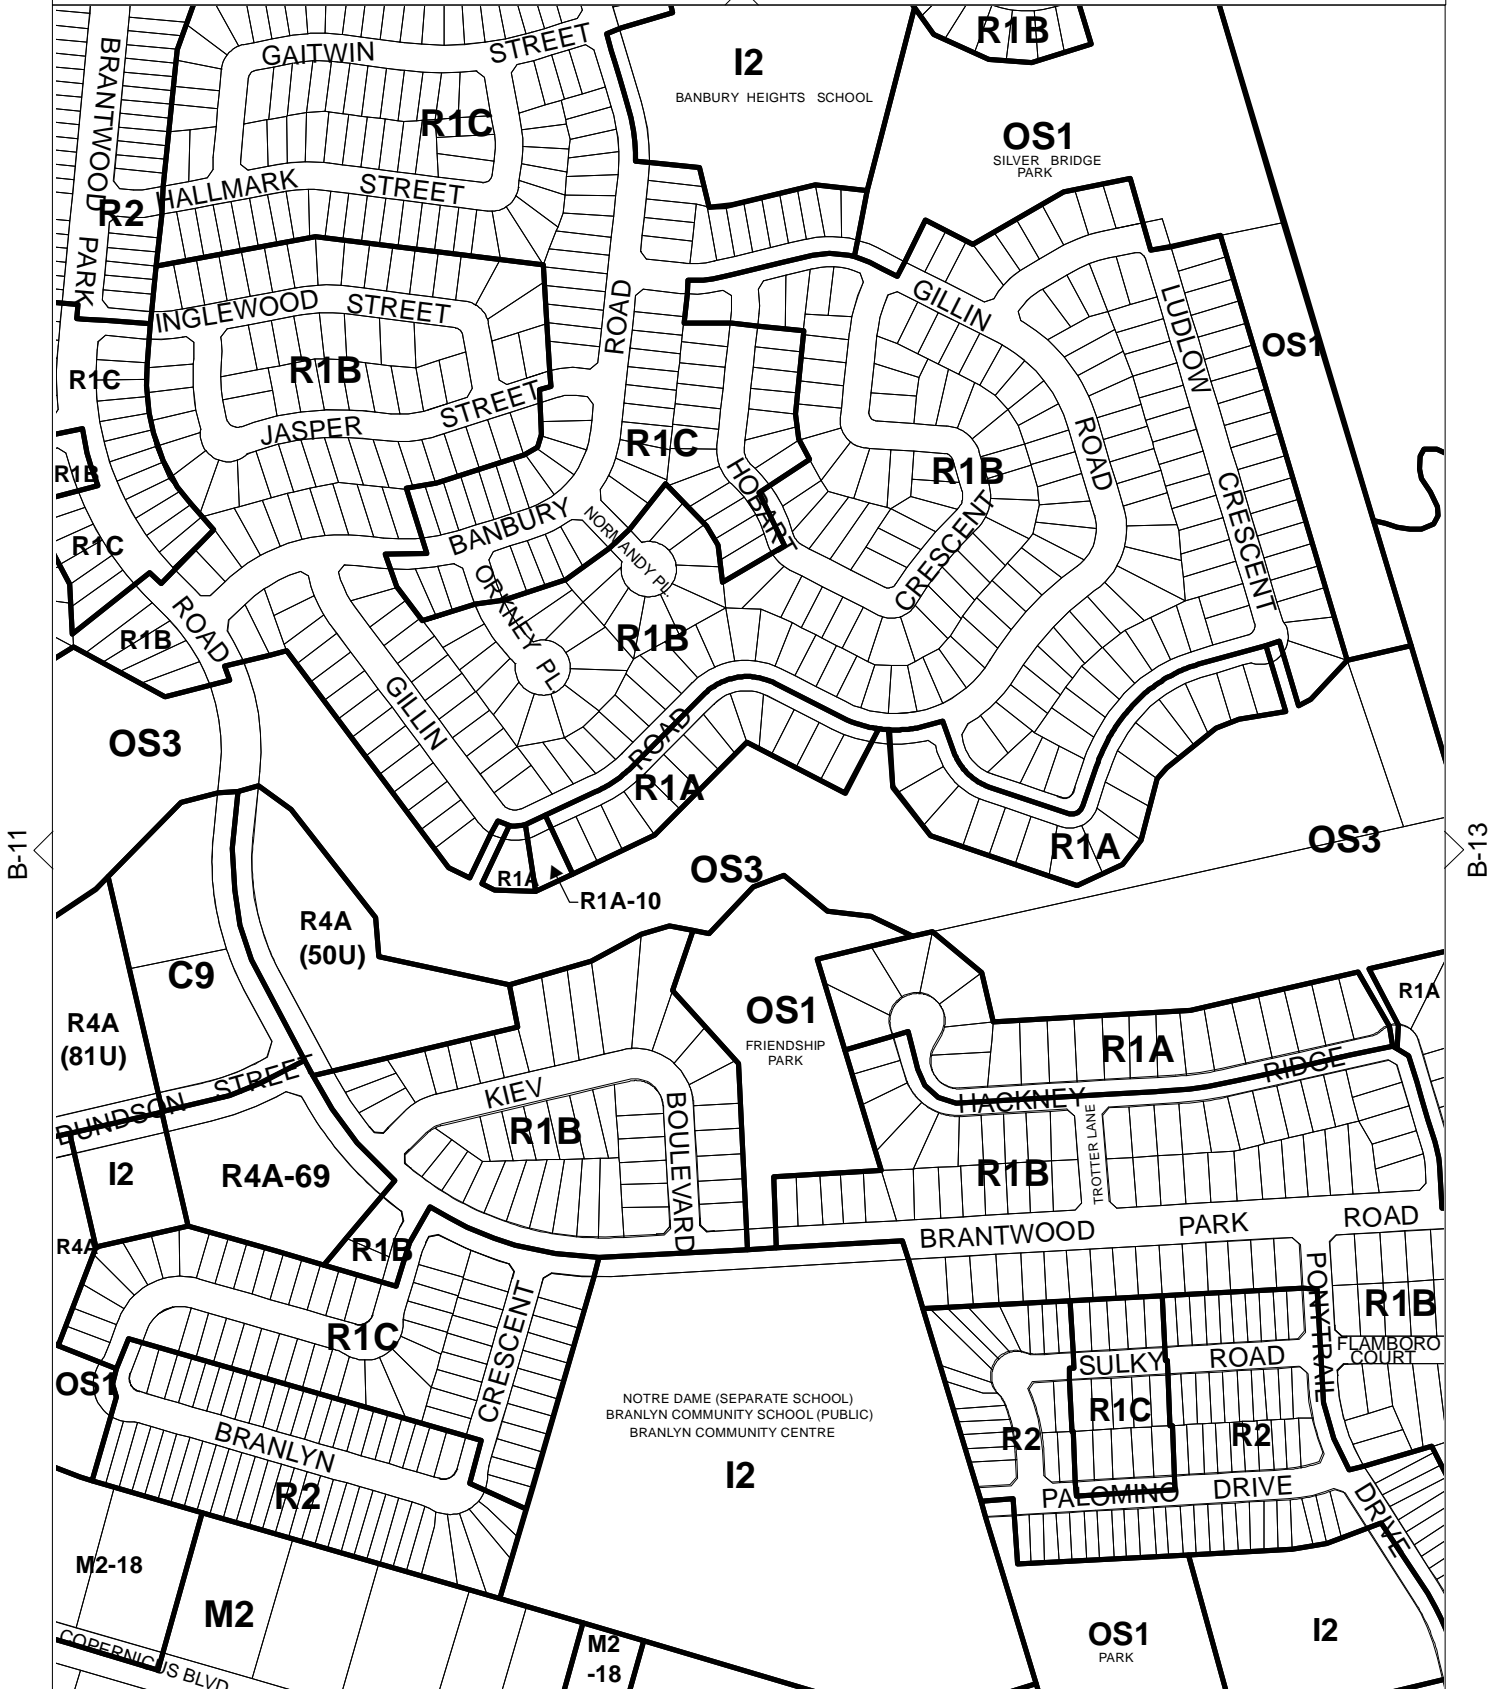 R1B
BRANTWOOD
PARK
GAITWIN
STREET
I2
BANBURY HEIGHTS SCHOOL
R1C
OS1
SILVER BRIDGE
PARK
HALLMARK
STREET
R2
INGLEWOOD
STREET
ROAD
GILLIN
LUDLOW
OS1
R1B
R1C
JASPER
STREET
R1C
ROAD
R1B
R1B
HOBART
CRESCENT
CRESCENT
BANBURY
NORMANDY PL.
R1C
ORKNEY PL.
ROAD
R1B
R1B
GILLIN
ROAD
OS3
R1A
R1A
OS3
B-11
B-13
OS3
R1A
R1A-10
R4A
(50U)
C9
R4A
(81U)
OS1
FRIENDSHIP
PARK
R1A
R1A
HACKNEY
RIDGE
DUNDSON
STREET
KIEV
BOULEVARD
R1B
TROTTER LANE
I2
R4A-69
R1B
R4A
R1B
BRANTWOOD
PARK
ROAD
CRESCENT
PONYTRAIL
DRIVE
R1B
R1C
OS1
SULKY
ROAD
FLAMBORO
COURT
NOTRE DAME (SEPARATE SCHOOL)
BRANLYN COMMUNITY SCHOOL (PUBLIC)
BRANLYN COMMUNITY CENTRE
I2
R1C
R2
R2
BRANLYN
R2
PALOMINO
DRIVE
M2-18
M2
COPERNICUS BLVD
M2
-18
OS1
PARK
I2